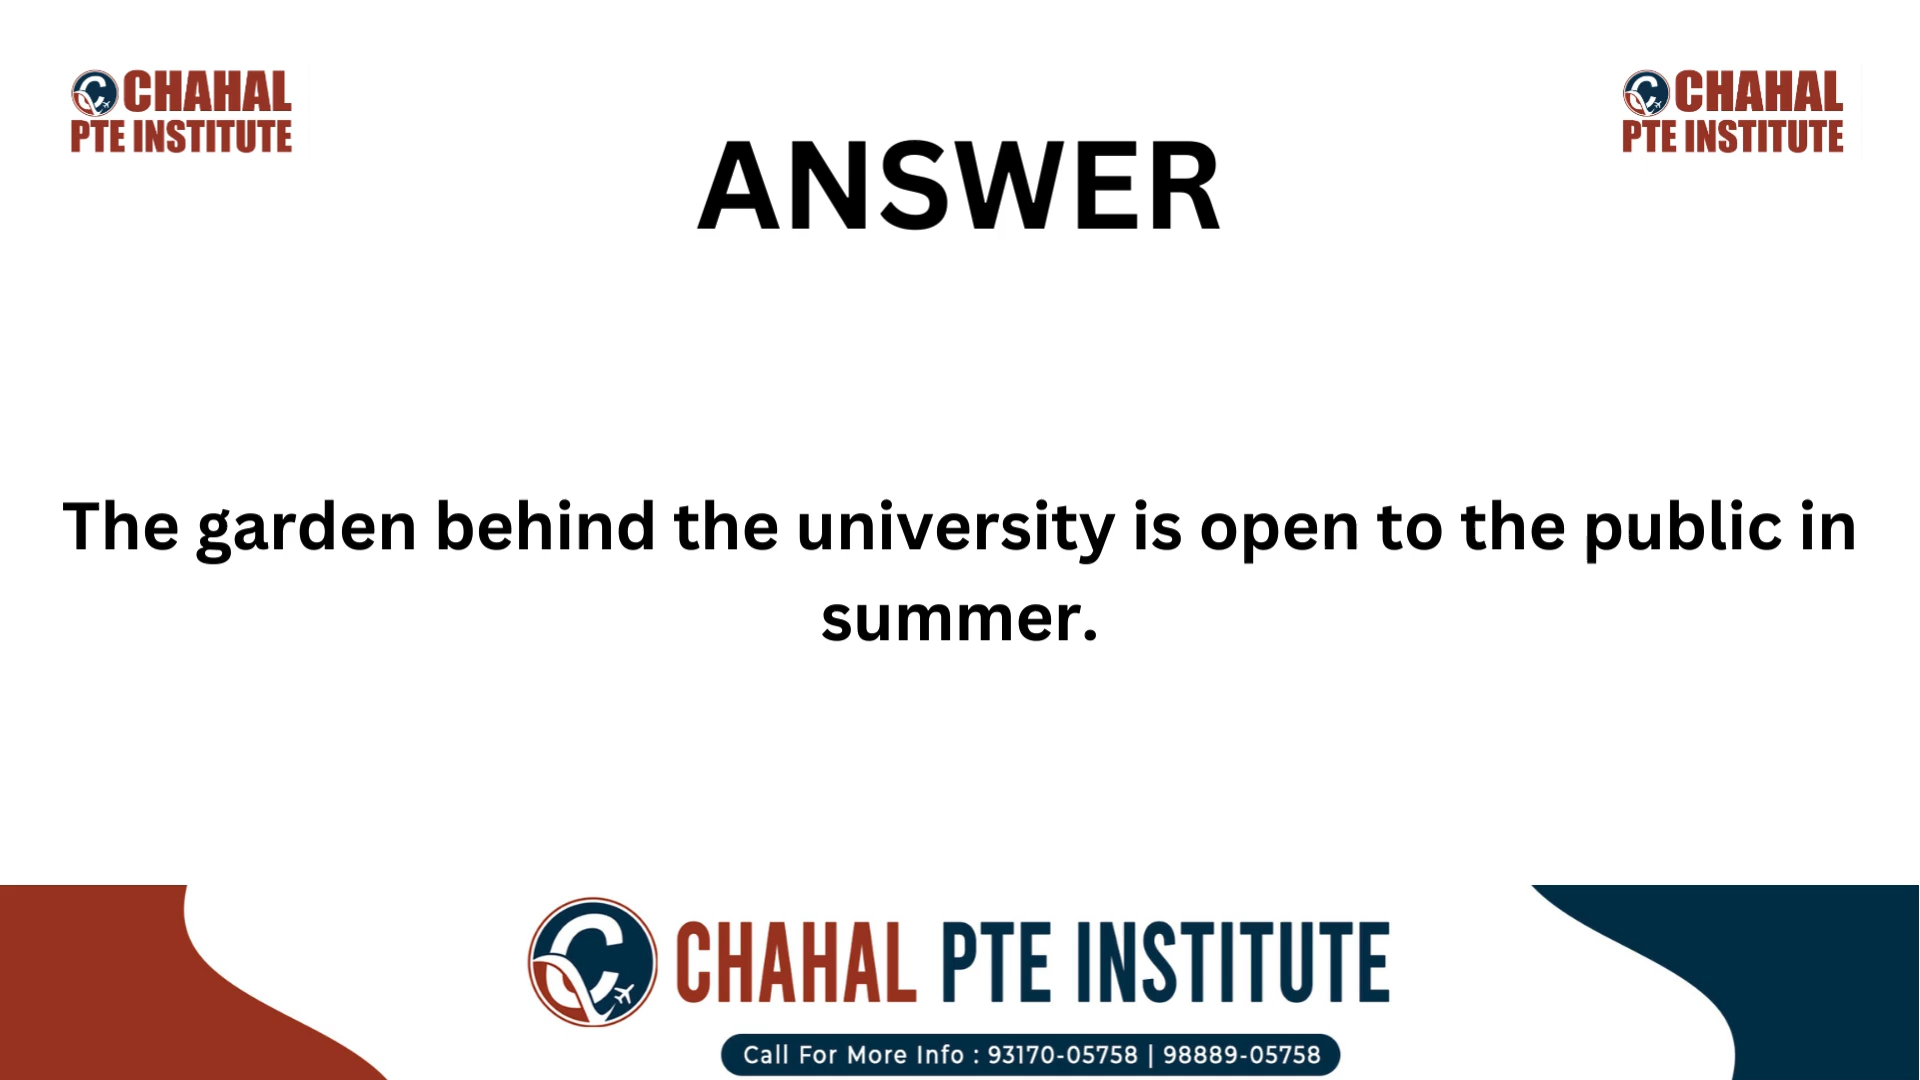 CHAHAL
PTE INSTITUTE
CHAHAL
PTE INSTITUTE
ANSWER
The garden behind the university is open to the public in
summer.
CHAHAL PTE INSTITUTE
Call For More Info : 93170-05758 | 98889-05758